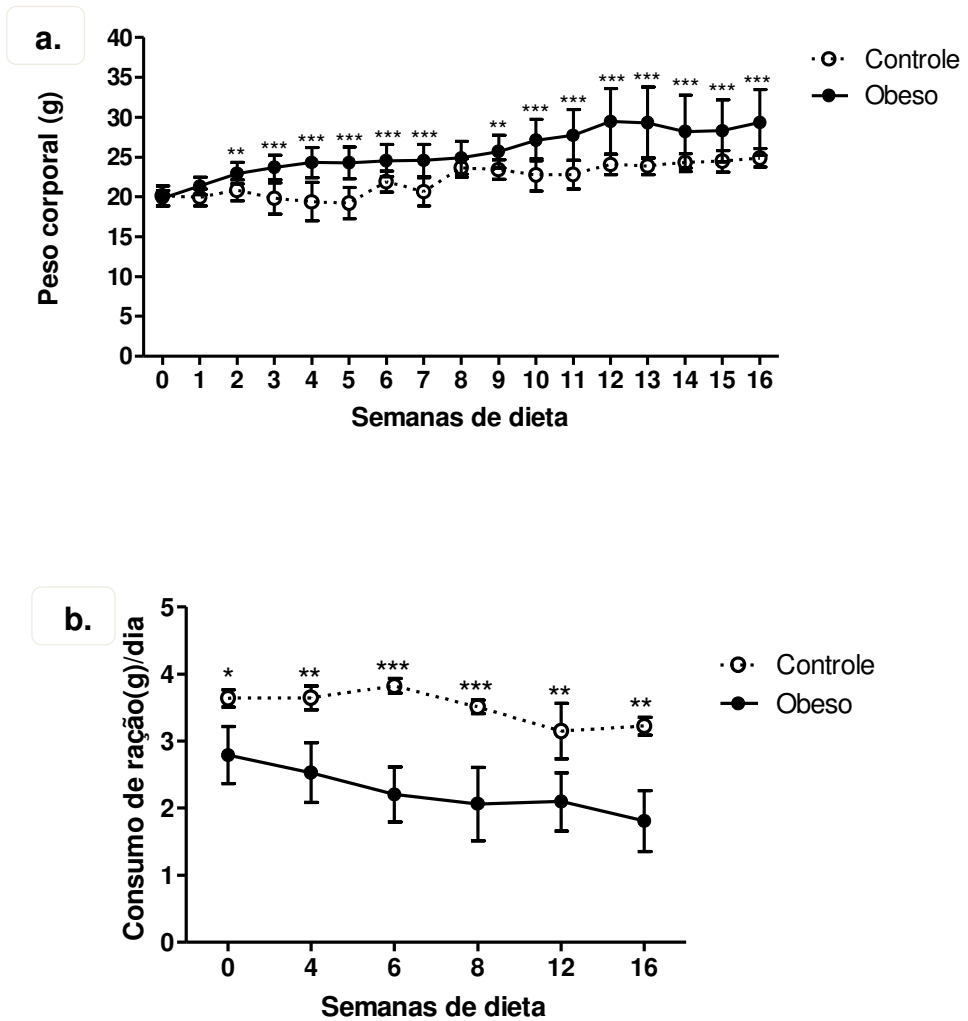 a.
Peso corporal (g)
40
35
30
25
20
15
10
5
0
** *** *** *** *** *** ** *** *** *** *** *** *** ***
0 1 2 3 4 5 6 7 8 9 10 11 12 13 14 15 16
Semanas de dieta
Controle
Obeso
b.
Consumo de ração(g)/dia
5
4
3
2
1
0
* ** *** *** ** **
0 4 6 8 12 16
Semanas de dieta
Controle
Obeso